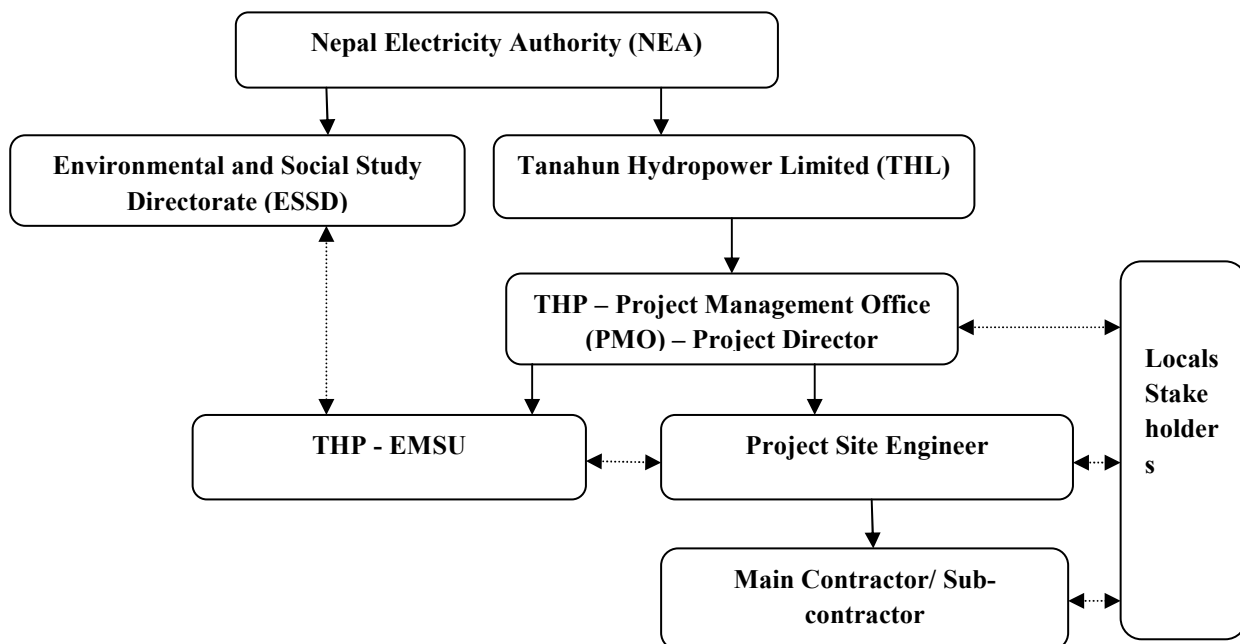 Nepal Electricity Authority (NEA)
Environmental and Social Study
Directorate (ESSD)
Tanahun Hydropower Limited (THL)
THP – Project Management Office
(PMO) – Project Director
Locals
Stake
holder
s
THP - EMSU
Project Site Engineer
Main Contractor/ Sub-
contractor